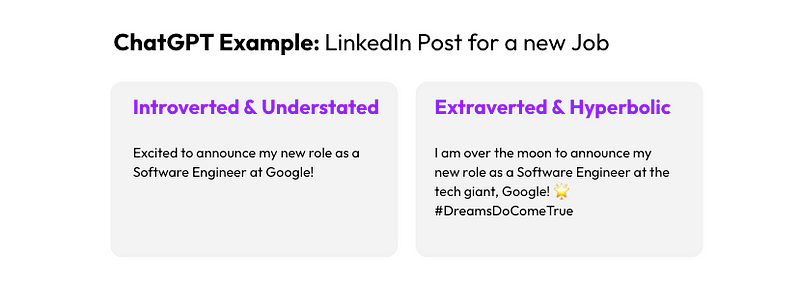 ChatGPT Example: LinkedIn Post for a new Job
Introverted & Understated
Excited to announce my new role as a
Software Engineer at Google!
Extraverted & Hyperbolic
I am over the moon to announce my
new role as a Software Engineer at the
tech giant, Google! 🌟
#DreamsDoComeTrue